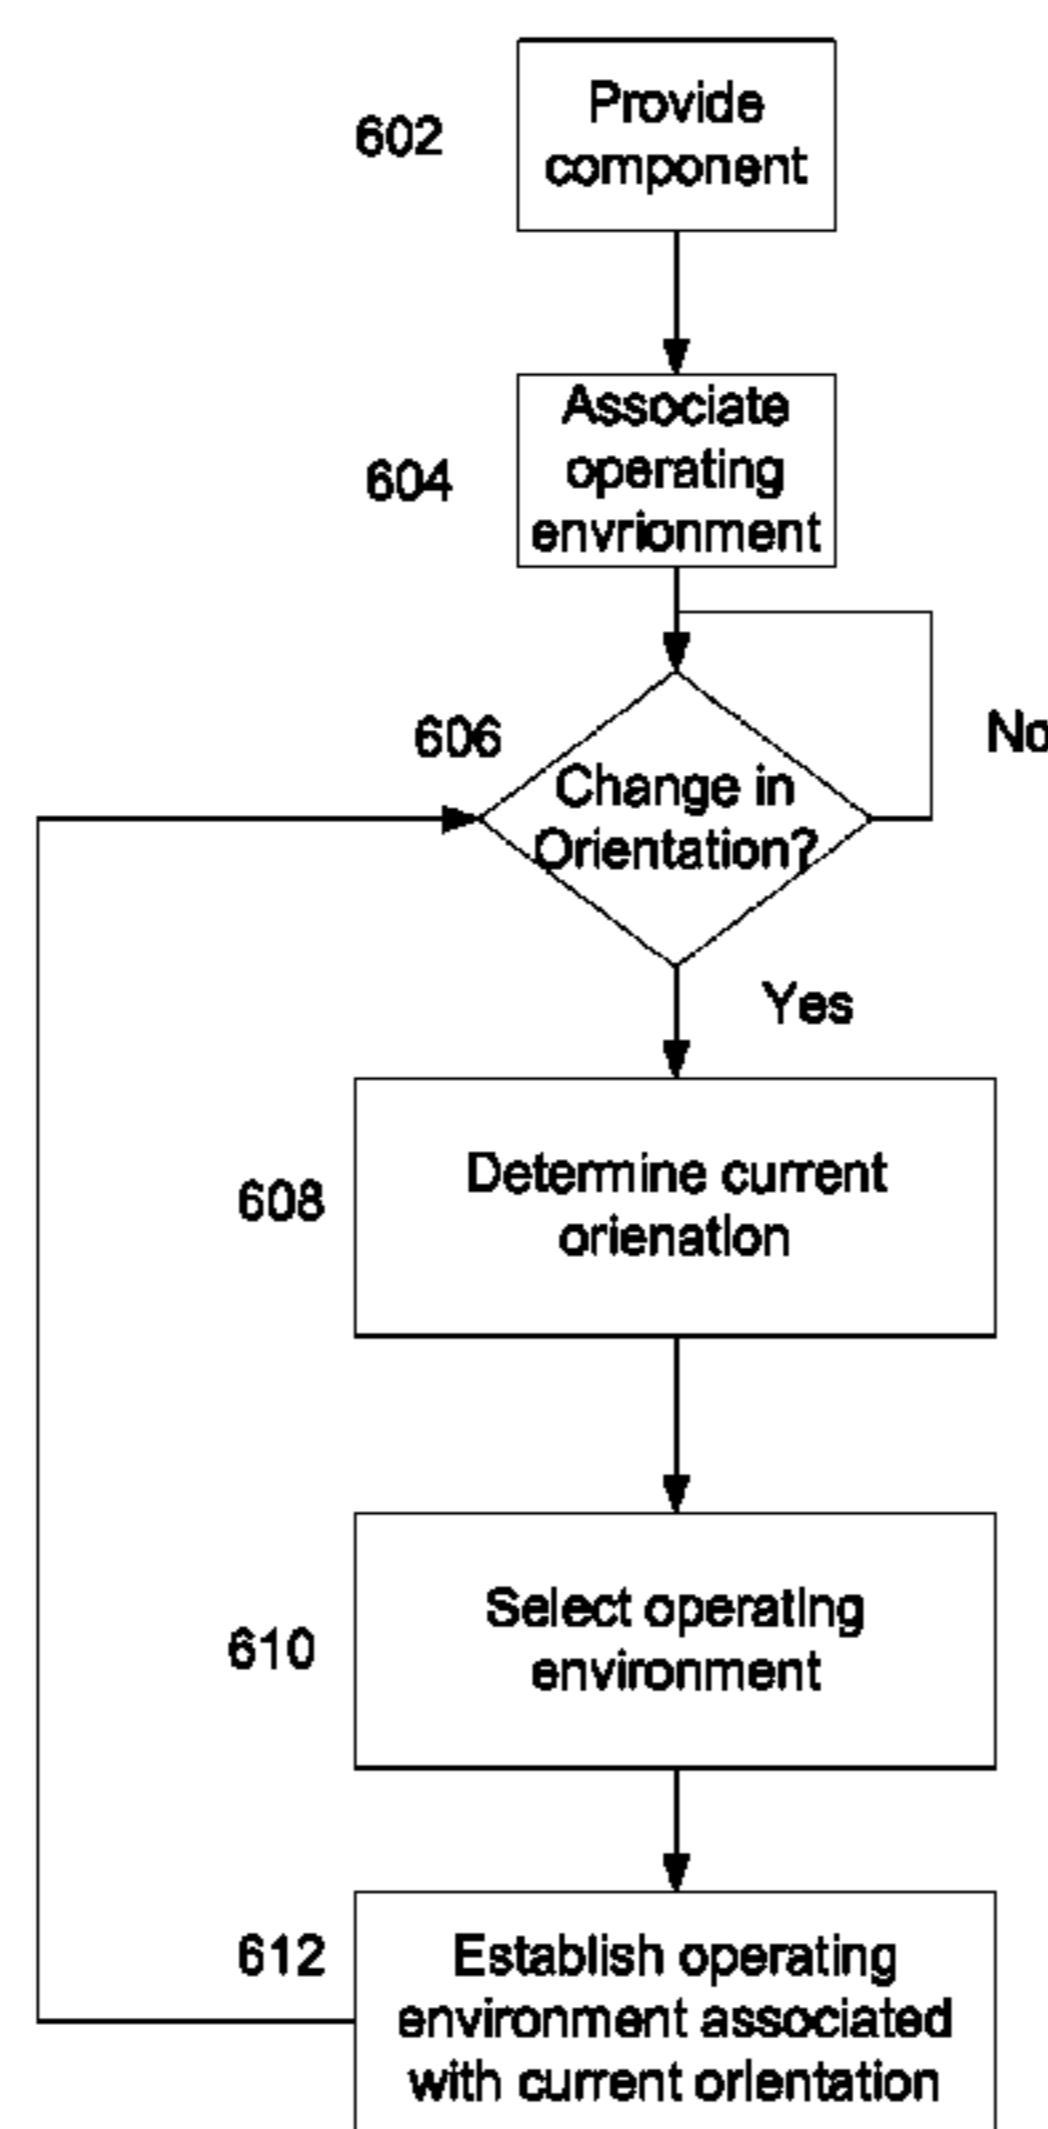 602
Provide
component
604
Associate
operating
envrionment
606
Change in
Orientation?
No
Yes
608
Determine current
orienation
610
Select operating
environment
612
Establish operating
environment associated
with current orientation